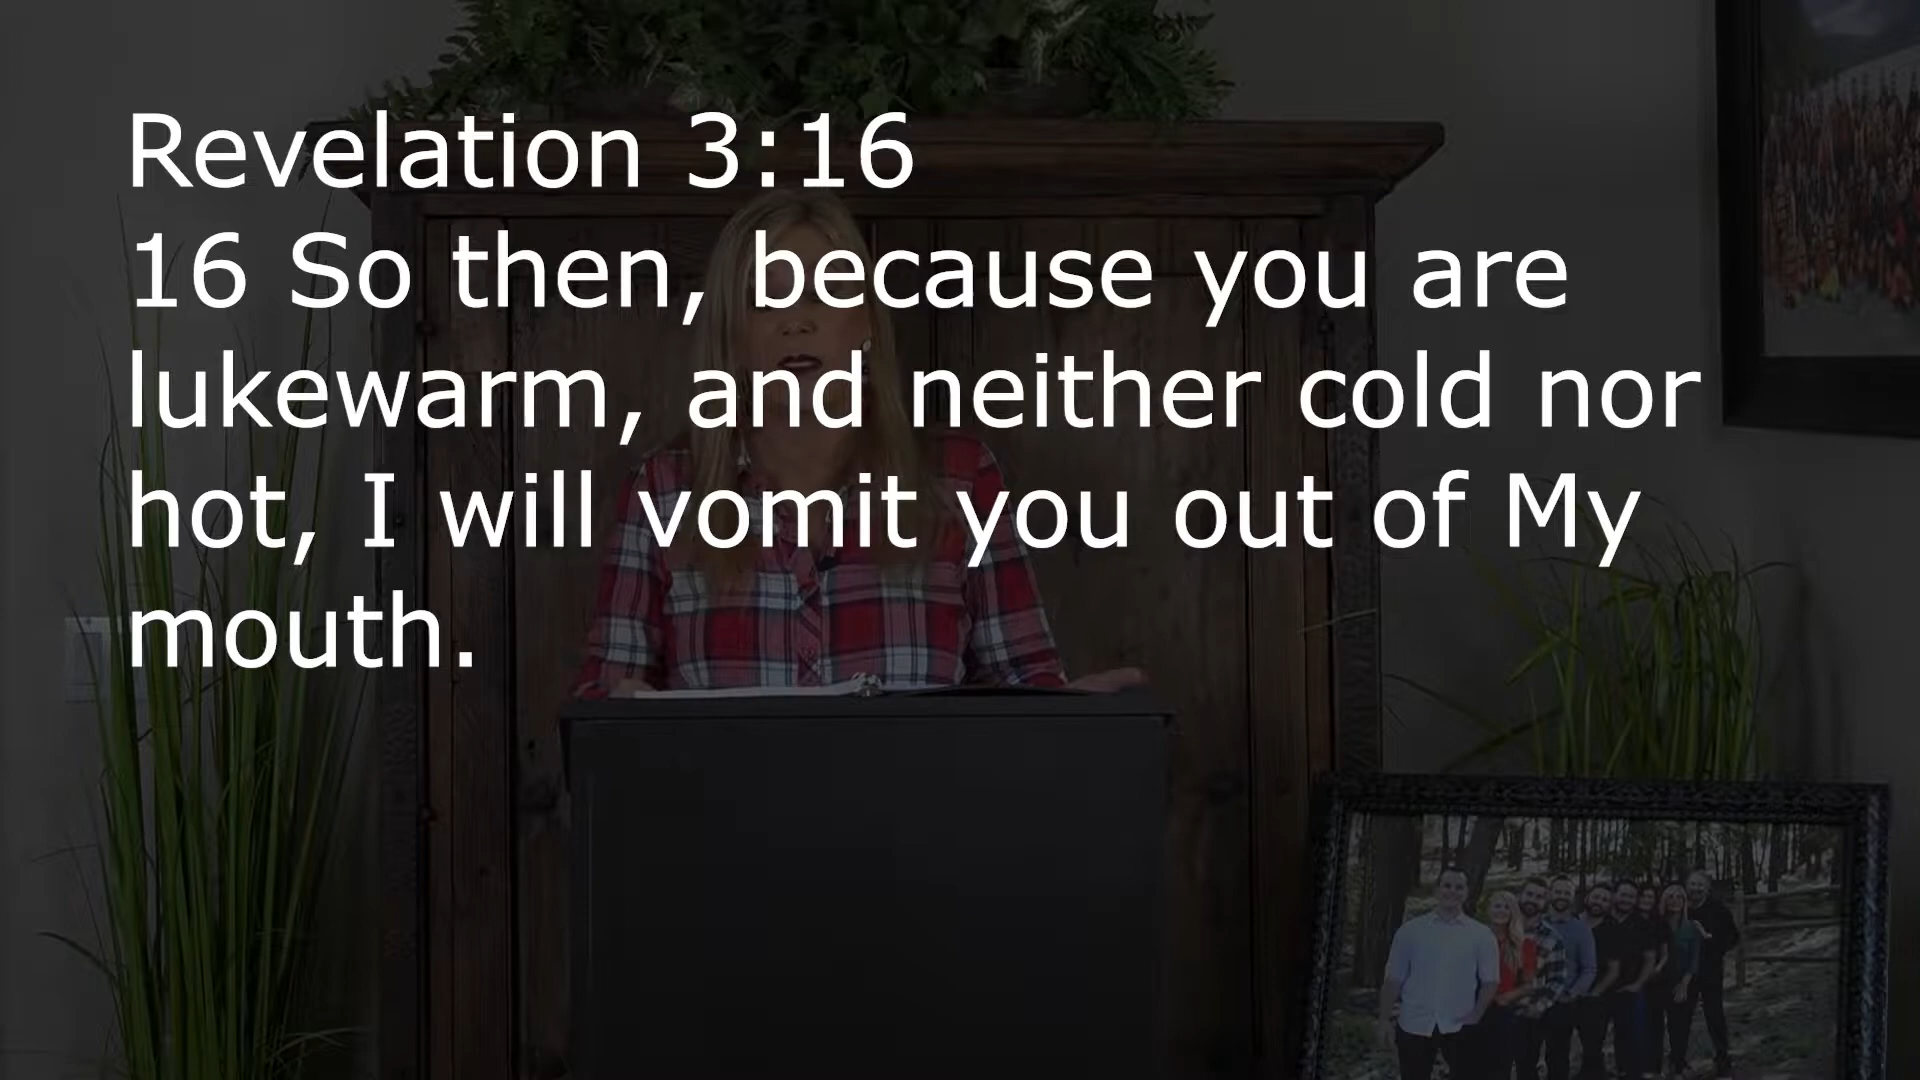 Revelation 3:16
16 So then, because you are
lukewarm, and neither cold nor
hot, I will vomit you out of My
mouth.